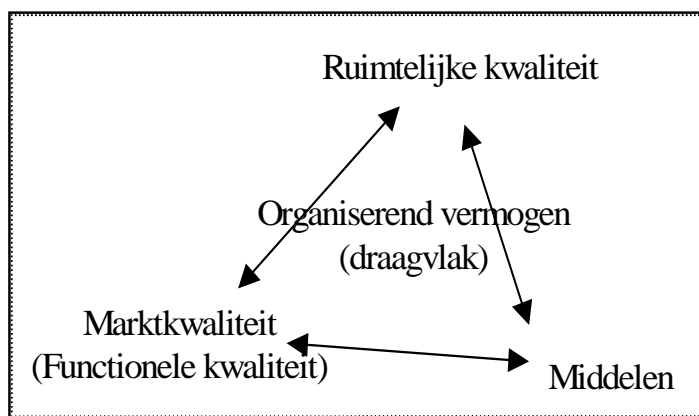 Ruimtelijke kwaliteit
Organiserend vermogen
(draagvlak)
Marktkwaliteit
(Functionele kwaliteit)
Middelen